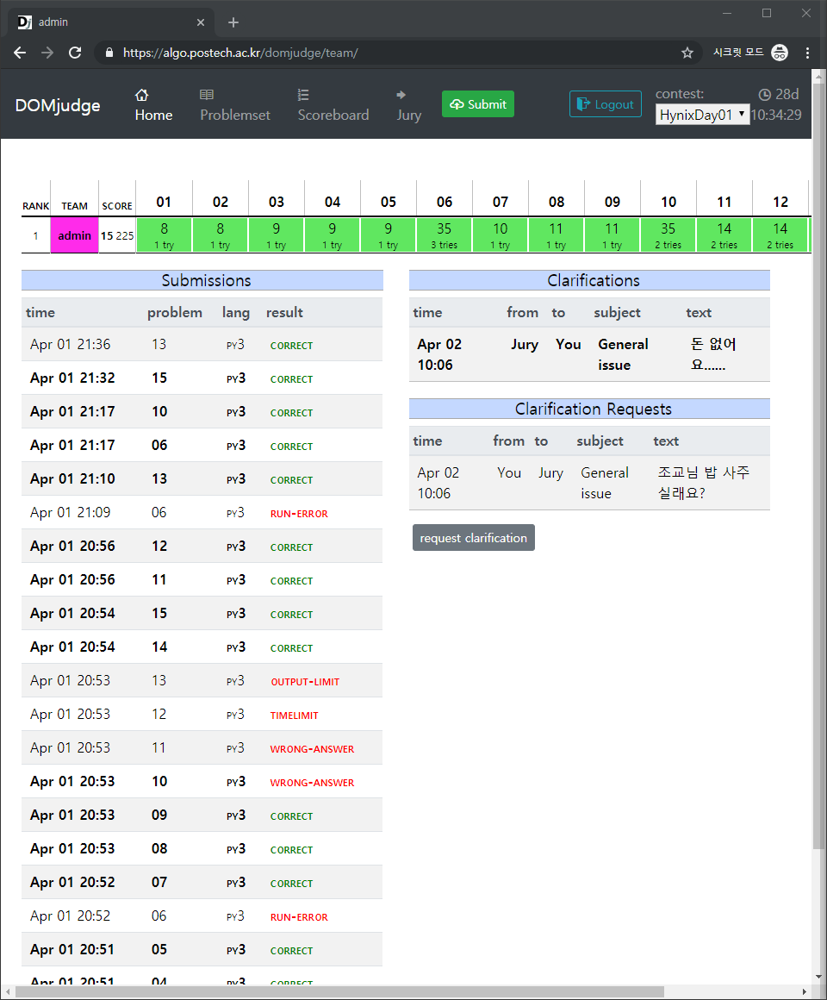 admin
https://algo.postech.ac.kr/domjudge/team/ 시크릿 모드
DOMjudge Home Problemset Scoreboard Jury Submit Logout contest: HynixDay01 28d 10:34:29
RANK TEAM SCORE 01 02 03 04 05 06 07 08 09 10 11 12
1 admin 15 225 8 8 9 9 9 35 10 11 11 35 14 14
1 try 1 try 1 try 1 try 1 try 3 tries 1 try 1 try 1 try 2 tries 2 tries 2 tries
Submissions
time problem lang result
Apr 01 21:36 13 PY3 CORRECT
Apr 01 21:32 15 PY3 CORRECT
Apr 01 21:17 10 PY3 CORRECT
Apr 01 21:17 06 PY3 CORRECT
Apr 01 21:10 13 PY3 CORRECT
Apr 01 21:09 06 PY3 RUN-ERROR
Apr 01 20:56 12 PY3 CORRECT
Apr 01 20:56 11 PY3 CORRECT
Apr 01 20:54 15 PY3 CORRECT
Apr 01 20:54 14 PY3 CORRECT
Apr 01 20:53 13 PY3 OUTPUT-LIMIT
Apr 01 20:53 12 PY3 TIMELIMIT
Apr 01 20:53 11 PY3 WRONG-ANSWER
Apr 01 20:53 10 PY3 WRONG-ANSWER
Apr 01 20:53 09 PY3 CORRECT
Apr 01 20:53 08 PY3 CORRECT
Apr 01 20:52 07 PY3 CORRECT
Apr 01 20:52 06 PY3 RUN-ERROR
Apr 01 20:51 05 PY3 CORRECT
Apr 01 20:51 04 PY3 CORRECT
Clarifications
time from to subject text
Apr 02 Jury You General 돈 없어
10:06 issue 요......
Clarification Requests
time from to subject text
Apr 02 You Jury General 조교님 밥 사주
10:06 issue 실래요?
request clarification